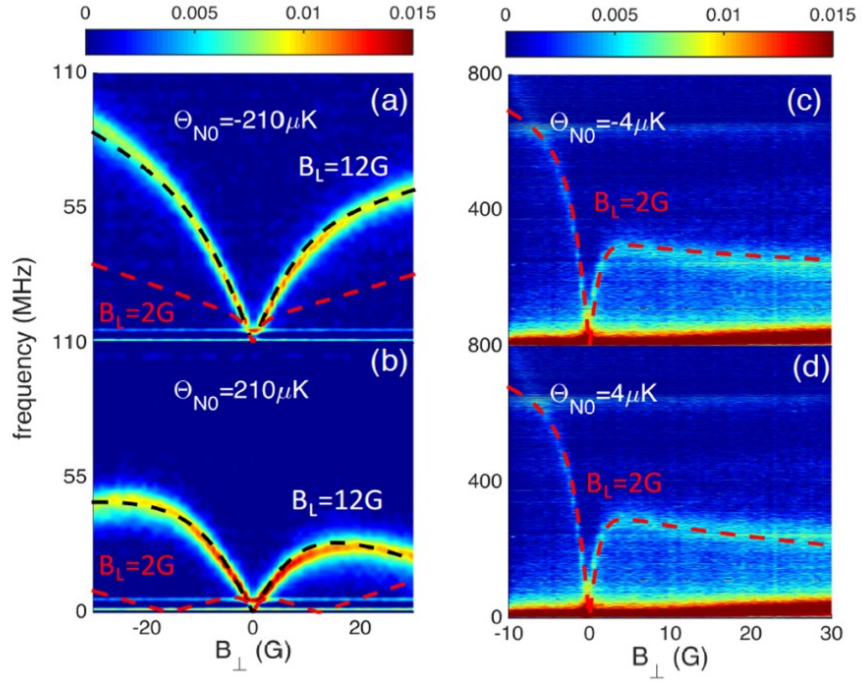 0 0.005 0.01 0.015
0 0.005 0.01 0.015
frequency (MHz)
110
(a)
Θ_N0=-210μK
B_L=12G
55
B_L=2G
110
(b)
Θ_N0=210μK
55
B_L=12G
B_L=2G
0
-20 0 20
B_⊥ (G)
800
(c)
Θ_N0=-4μK
400
B_L=2G
800
(d)
Θ_N0=4μK
400
B_L=2G
0
-10 0 10 20 30
B_⊥ (G)